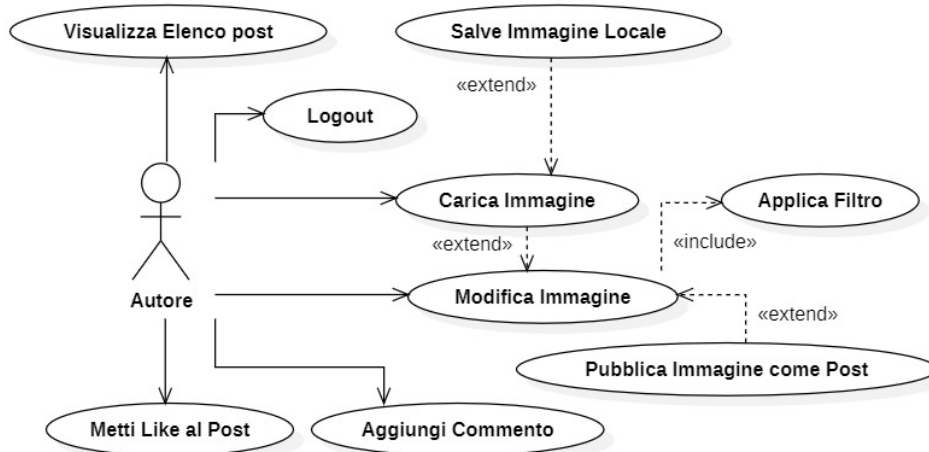 Visualizza Elenco post
Salve Immagine Locale
«extend»
Logout
Carica Immagine
Applica Filtro
«extend»
«include»
Autore
Modifica Immagine
«extend»
Pubblica Immagine come Post
Metti Like al Post
Aggiungi Commento